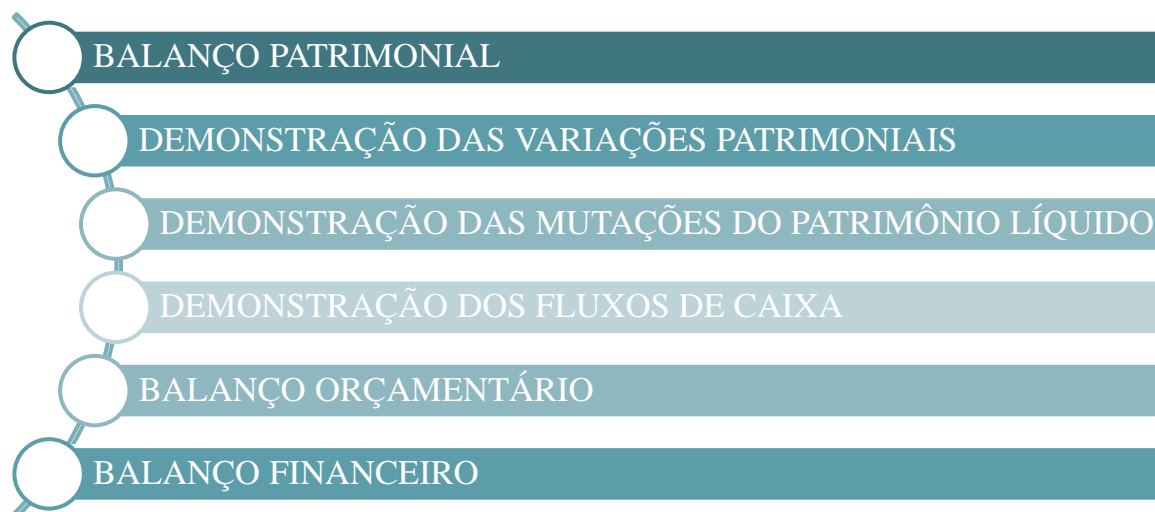 BALANÇO PATRIMONIAL
DEMONSTRAÇÃO DAS VARIAÇÕES PATRIMONIAIS
DEMONSTRAÇÃO DAS MUTAÇÕES DO PATRIMÔNIO LÍQUIDO
DEMONSTRAÇÃO DOS FLUXOS DE CAIXA
BALANÇO ORÇAMENTÁRIO
BALANÇO FINANCEIRO